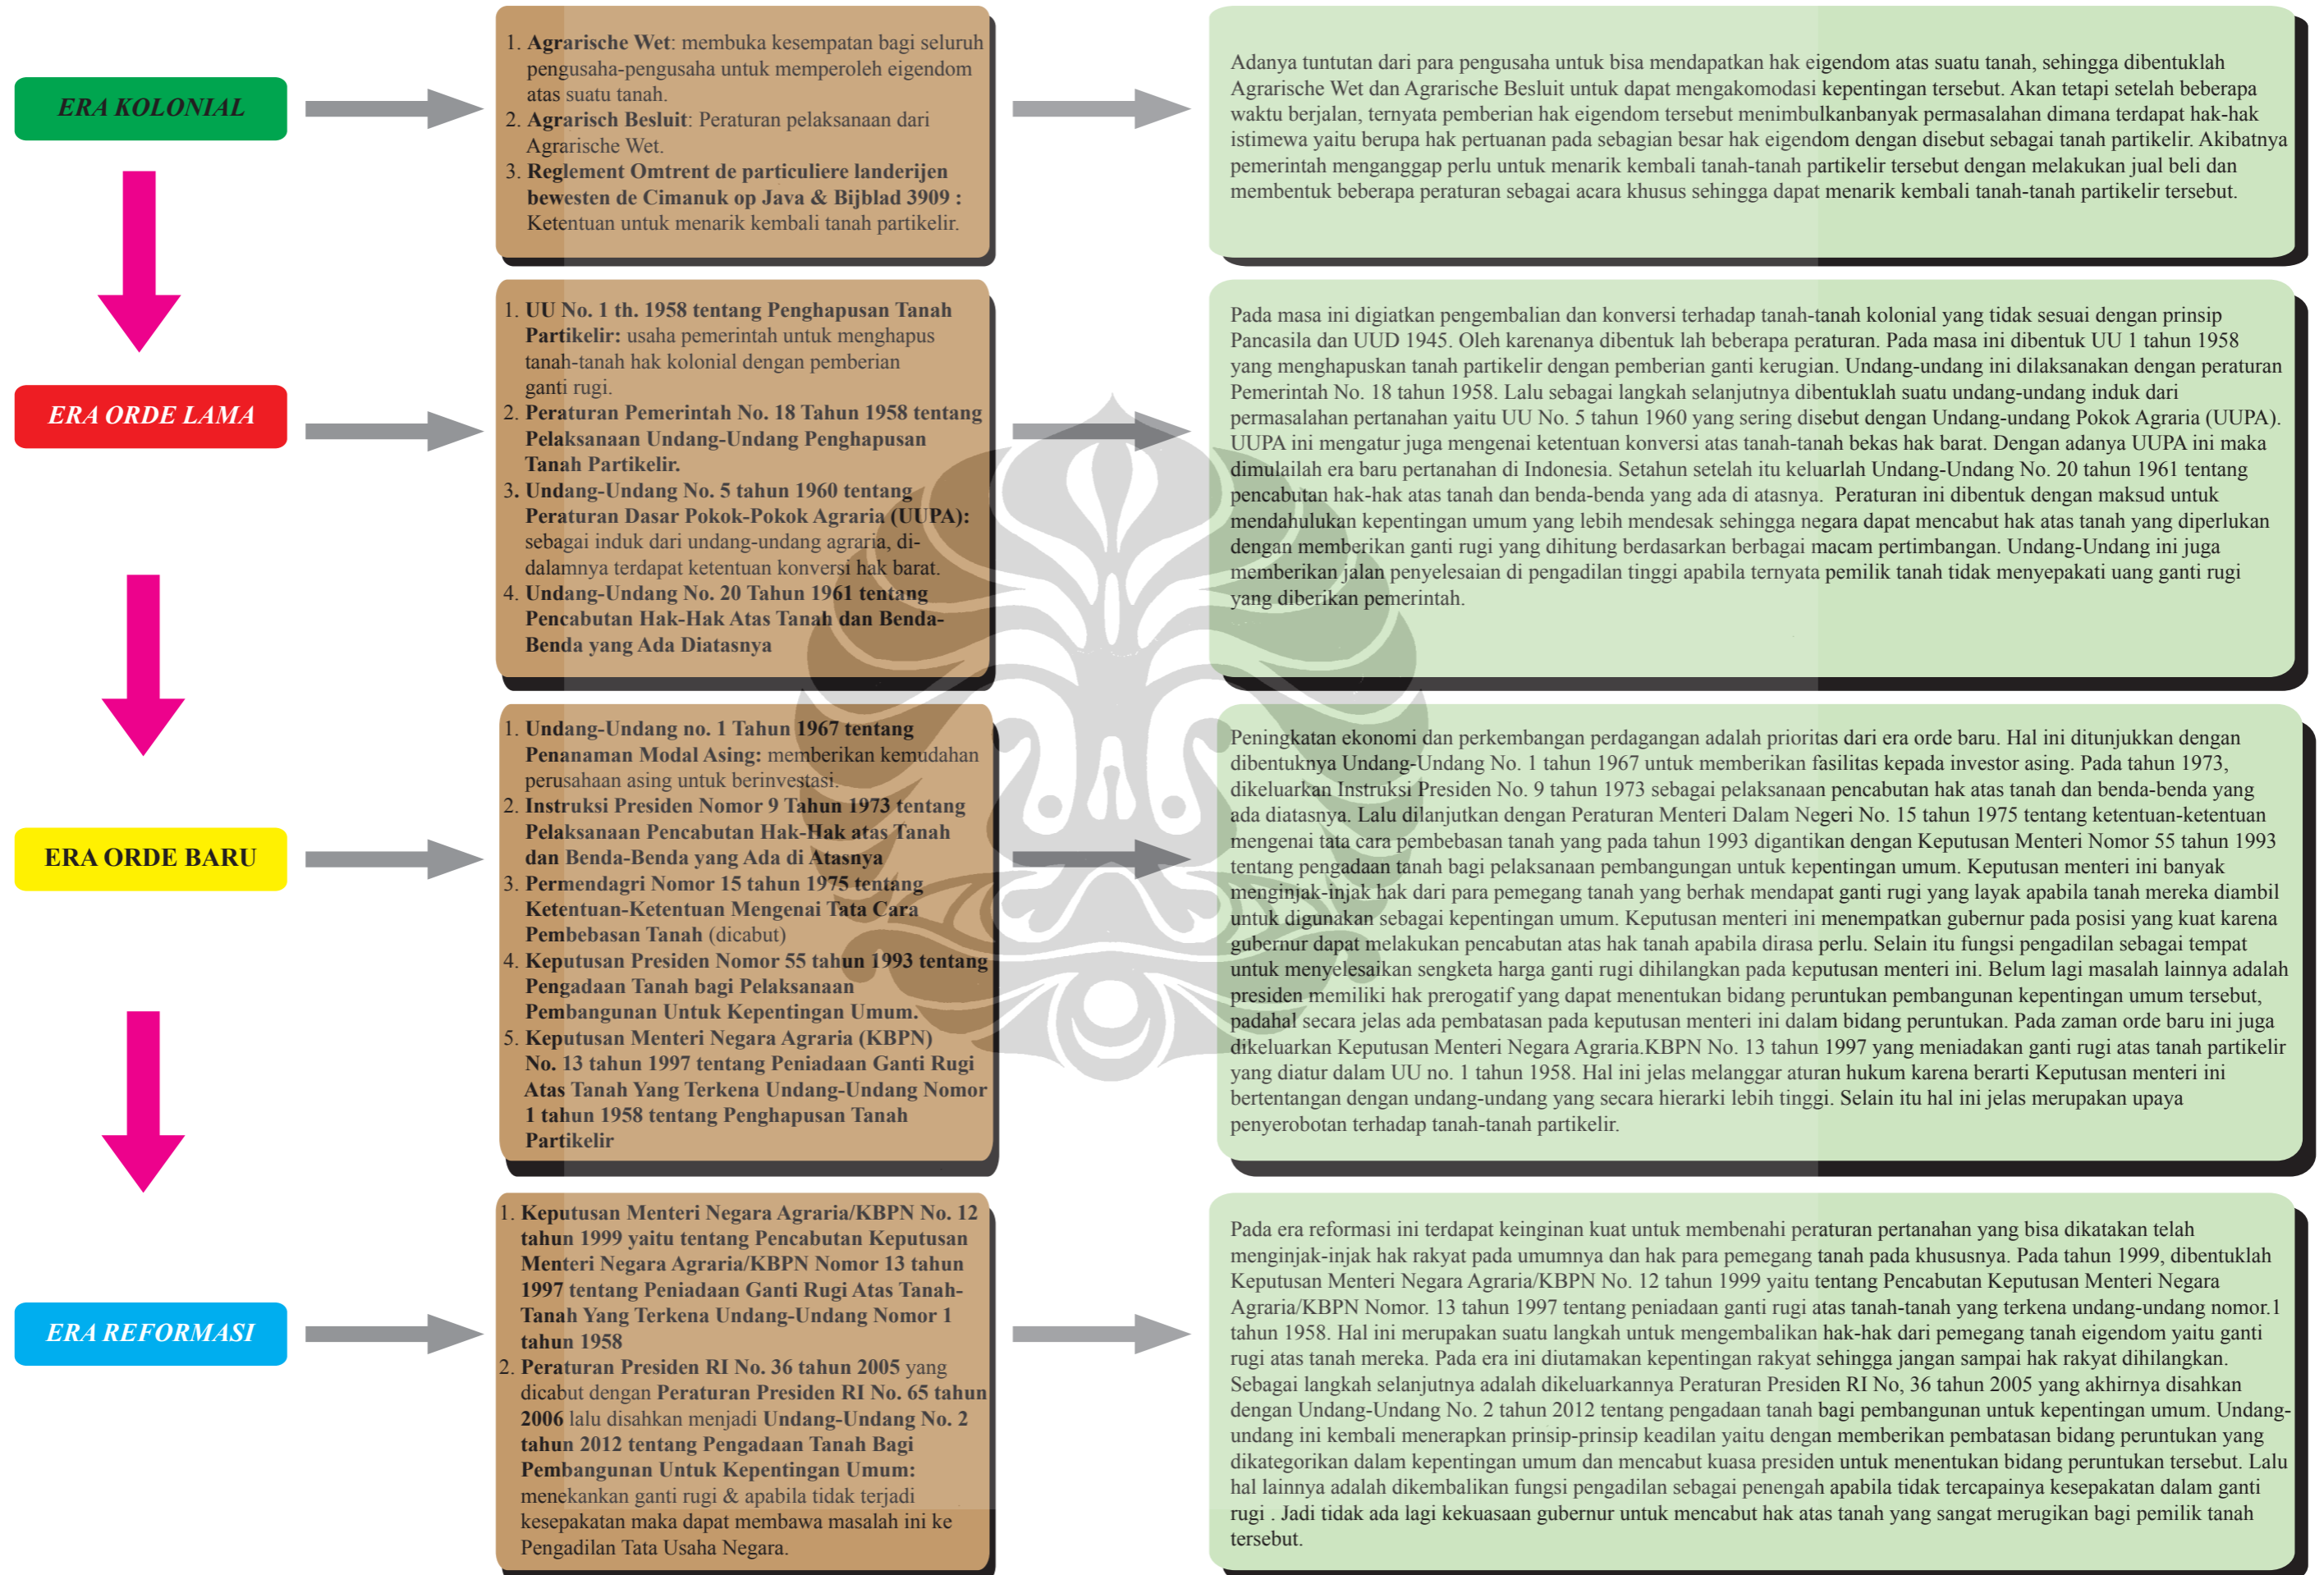 ERA KOLONIAL
1. Agrarische Wet: membuka kesempatan bagi seluruh
pengusaha-pengusaha untuk memperoleh eigendom
atas suatu tanah.
2. Agrarisch Besluit: Peraturan pelaksanaan dari
Agrarische Wet.
3. Reglement Omtrent de particuliere landerijen
bewesten de Cimanuk op Java & Bijblad 3909 :
Ketentuan untuk menarik kembali tanah partikelir.
Adanya tuntutan dari para pengusaha untuk bisa mendapatkan hak eigendom atas suatu tanah, sehingga dibentuklah
Agrarische Wet dan Agrarische Besluit untuk dapat mengakomodasi kepentingan tersebut. Akan tetapi setelah beberapa
waktu berjalan, ternyata pemberian hak eigendom tersebut menimbulkanbanyak permasalahan dimana terdapat hak-hak
istimewa yaitu berupa hak pertuanan pada sebagian besar hak eigendom dengan disebut sebagai tanah partikelir. Akibatnya
pemerintah menganggap perlu untuk menarik kembali tanah-tanah partikelir tersebut dengan melakukan jual beli dan
membentuk beberapa peraturan sebagai acara khusus sehingga dapat menarik kembali tanah-tanah partikelir tersebut.
ERA ORDE LAMA
1. UU No. 1 th. 1958 tentang Penghapusan Tanah
Partikelir: usaha pemerintah untuk menghapus
tanah-tanah hak kolonial dengan pemberian
ganti rugi.
2. Peraturan Pemerintah No. 18 Tahun 1958 tentang
Pelaksanaan Undang-Undang Penghapusan
Tanah Partikelir.
3. Undang-Undang No. 5 tahun 1960 tentang
Peraturan Dasar Pokok-Pokok Agraria (UUPA):
sebagai induk dari undang-undang agraria, di-
dalamnya terdapat ketentuan konversi hak barat.
4. Undang-Undang No. 20 Tahun 1961 tentang
Pencabutan Hak-Hak Atas Tanah dan Benda-
Benda yang Ada Diatasnya
Pada masa ini digiatkan pengembalian dan konversi terhadap tanah-tanah kolonial yang tidak sesuai dengan prinsip
Pancasila dan UUD 1945. Oleh karenanya dibentuk lah beberapa peraturan. Pada masa ini dibentuk UU 1 tahun 1958
yang menghapuskan tanah partikelir dengan pemberian ganti kerugian. Undang-undang ini dilaksanakan dengan peraturan
Pemerintah No. 18 tahun 1958. Lalu sebagai langkah selanjutnya dibentuklah suatu undang-undang induk dari
permasalahan pertanahan yaitu UU No. 5 tahun 1960 yang sering disebut dengan Undang-undang Pokok Agraria (UUPA).
UUPA ini mengatur juga mengenai ketentuan konversi atas tanah-tanah bekas hak barat. Dengan adanya UUPA ini maka
dimulailah era baru pertanahan di Indonesia. Setahun setelah itu keluarlah Undang-Undang No. 20 tahun 1961 tentang
pencabutan hak-hak atas tanah dan benda-benda yang ada di atasnya. Peraturan ini dibentuk dengan maksud untuk
mendahulukan kepentingan umum yang lebih mendesak sehingga negara dapat mencabut hak atas tanah yang diperlukan
dengan memberikan ganti rugi yang dihitung berdasarkan berbagai macam pertimbangan. Undang-Undang ini juga
memberikan jalan penyelesaian di pengadilan tinggi apabila ternyata pemilik tanah tidak menyepakati uang ganti rugi
yang diberikan pemerintah.
ERA ORDE BARU
1. Undang-Undang no. 1 Tahun 1967 tentang
Penanaman Modal Asing: memberikan kemudahan
perusahaan asing untuk berinvestasi.
2. Instruksi Presiden Nomor 9 Tahun 1973 tentang
Pelaksanaan Pencabutan Hak-Hak atas Tanah
dan Benda-Benda yang Ada di Atasnya
3. Permendagri Nomor 15 tahun 1975 tentang
Ketentuan-Ketentuan Mengenai Tata Cara
Pembebasan Tanah (dicabut)
4. Keputusan Presiden Nomor 55 tahun 1993 tentang
Pengadaan Tanah bagi Pelaksanaan
Pembangunan Untuk Kepentingan Umum.
5. Keputusan Menteri Negara Agraria (KBPN)
No. 13 tahun 1997 tentang Peniadaan Ganti Rugi
Atas Tanah Yang Terkena Undang-Undang Nomor
1 tahun 1958 tentang Penghapusan Tanah
Partikelir
Peningkatan ekonomi dan perkembangan perdagangan adalah prioritas dari era orde baru. Hal ini ditunjukkan dengan
dibentuknya Undang-Undang No. 1 tahun 1967 untuk memberikan fasilitas kepada investor asing. Pada tahun 1973,
dikeluarkan Instruksi Presiden No. 9 tahun 1973 sebagai pelaksanaan pencabutan hak atas tanah dan benda-benda yang
ada diatasnya. Lalu dilanjutkan dengan Peraturan Menteri Dalam Negeri No. 15 tahun 1975 tentang ketentuan-ketentuan
mengenai tata cara pembebasan tanah yang pada tahun 1993 digantikan dengan Keputusan Menteri Nomor 55 tahun 1993
tentang pengadaan tanah bagi pelaksanaan pembangungan untuk kepentingan umum. Keputusan menteri ini banyak
menginjak-injak hak dari para pemegang tanah yang berhak mendapat ganti rugi yang layak apabila tanah mereka diambil
untuk digunakan sebagai kepentingan umum. Keputusan menteri ini menempatkan gubernur pada posisi yang kuat karena
gubernur dapat melakukan pencabutan atas hak tanah apabila dirasa perlu. Selain itu fungsi pengadilan sebagai tempat
untuk menyelesaikan sengketa harga ganti rugi dihilangkan pada keputusan menteri ini. Belum lagi masalah lainnya adalah
presiden memiliki hak prerogatif yang dapat menentukan bidang peruntukan pembangunan kepentingan umum tersebut,
padahal secara jelas ada pembatasan pada keputusan menteri ini dalam bidang peruntukan. Pada zaman orde baru ini juga
dikeluarkan Keputusan Menteri Negara Agraria.KBPN No. 13 tahun 1997 yang meniadakan ganti rugi atas tanah partikelir
yang diatur dalam UU no. 1 tahun 1958. Hal ini jelas melanggar aturan hukum karena berarti Keputusan menteri ini
bertentangan dengan undang-undang yang secara hierarki lebih tinggi. Selain itu hal ini jelas merupakan upaya
penyerobotan terhadap tanah-tanah partikelir.
ERA REFORMASI
1. Keputusan Menteri Negara Agraria/KBPN No. 12
tahun 1999 yaitu tentang Pencabutan Keputusan
Menteri Negara Agraria/KBPN Nomor 13 tahun
1997 tentang Peniadaan Ganti Rugi Atas Tanah-
Tanah Yang Terkena Undang-Undang Nomor 1
tahun 1958
2. Peraturan Presiden RI No. 36 tahun 2005 yang
dicabut dengan Peraturan Presiden RI No. 65 tahun
2006 lalu disahkan menjadi Undang-Undang No. 2
tahun 2012 tentang Pengadaan Tanah Bagi
Pembangunan Untuk Kepentingan Umum:
menekankan ganti rugi & apabila tidak terjadi
kesepakatan maka dapat membawa masalah ini ke
Pengadilan Tata Usaha Negara.
Pada era reformasi ini terdapat keinginan kuat untuk membenahi peraturan pertanahan yang bisa dikatakan telah
menginjak-injak hak rakyat pada umumnya dan hak para pemegang tanah pada khususnya. Pada tahun 1999, dibentuklah
Keputusan Menteri Negara Agraria/KBPN No. 12 tahun 1999 yaitu tentang Pencabutan Keputusan Menteri Negara
Agraria/KBPN Nomor. 13 tahun 1997 tentang peniadaan ganti rugi atas tanah-tanah yang terkena undang-undang nomor.1
tahun 1958. Hal ini merupakan suatu langkah untuk mengembalikan hak-hak dari pemegang tanah eigendom yaitu ganti
rugi atas tanah mereka. Pada era ini diutamakan kepentingan rakyat sehingga jangan sampai hak rakyat dihilangkan.
Sebagai langkah selanjutnya adalah dikeluarkannya Peraturan Presiden RI No, 36 tahun 2005 yang akhirnya disahkan
dengan Undang-Undang No. 2 tahun 2012 tentang pengadaan tanah bagi pembangunan untuk kepentingan umum. Undang-
undang ini kembali menerapkan prinsip-prinsip keadilan yaitu dengan memberikan pembatasan bidang peruntukan yang
dikategorikan dalam kepentingan umum dan mencabut kuasa presiden untuk menentukan bidang peruntukan tersebut. Lalu
hal lainnya adalah dikembalikan fungsi pengadilan sebagai penengah apabila tidak tercapainya kesepakatan dalam ganti
rugi . Jadi tidak ada lagi kekuasaan gubernur untuk mencabut hak atas tanah yang sangat merugikan bagi pemilik tanah
tersebut.